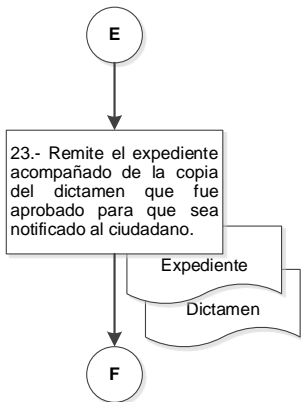 E
23.- Remite el expediente
acompañado de la copia
del dictamen que fue
aprobado para que sea
notificado al ciudadano.
Expediente
Dictamen
F